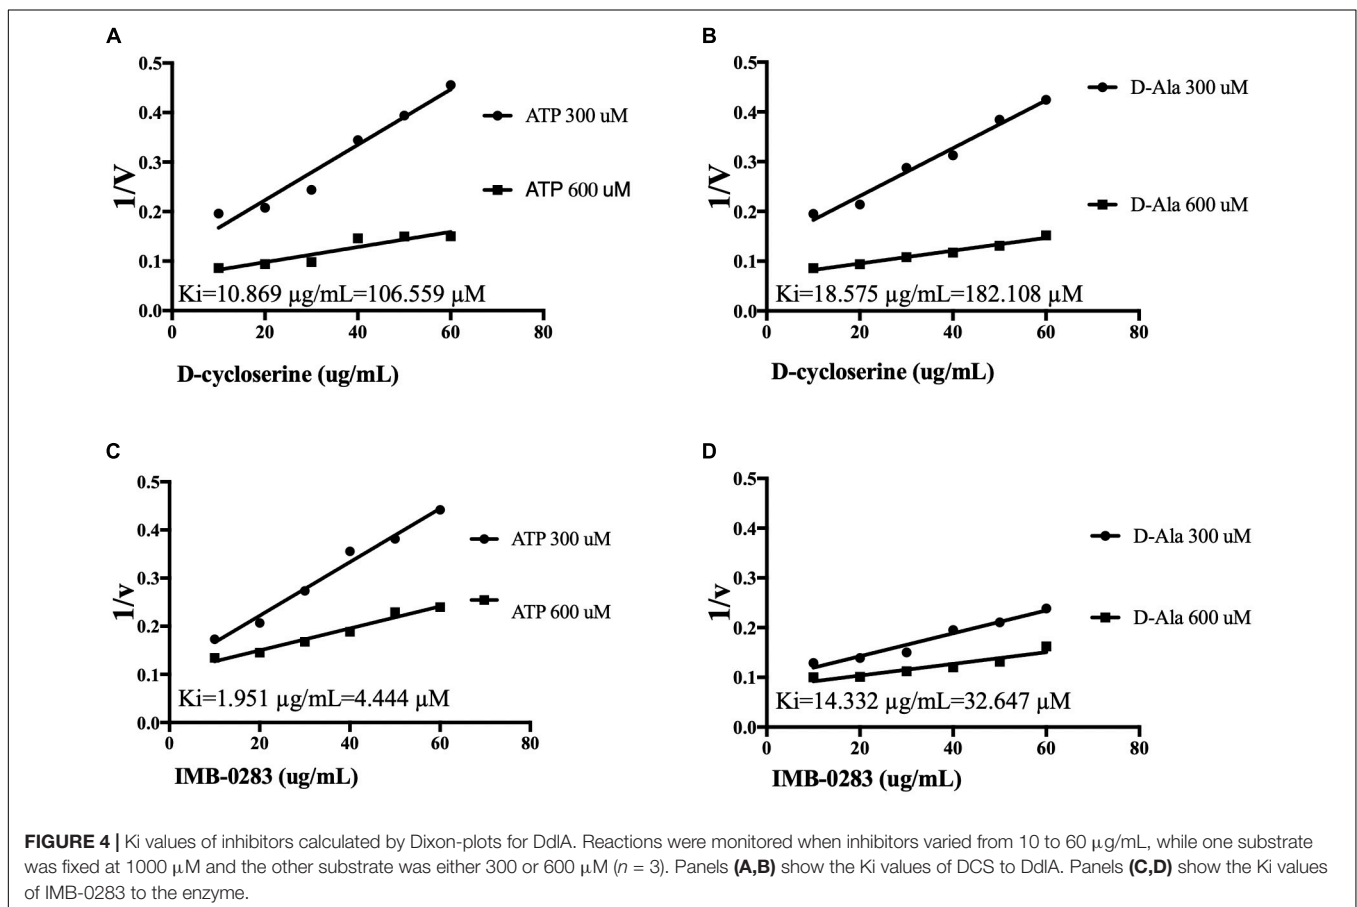 A
0.5
0.4
0.3
0.2
0.1
0.0
1/V
0 20 40 60 80
D-cycloserine (ug/mL)
ATP 300 uM
ATP 600 uM
Ki=10.869 µg/mL=106.559 µM
B
0.5
0.4
0.3
0.2
0.1
0.0
1/V
0 20 40 60 80
D-cycloserine (ug/mL)
D-Ala 300 uM
D-Ala 600 uM
Ki=18.575 µg/mL=182.108 µM
C
0.5
0.4
0.3
0.2
0.1
0.0
1/v
0 20 40 60 80
IMB-0283 (ug/mL)
ATP 300 uM
ATP 600 uM
Ki=1.951 µg/mL=4.444 µM
D
0.5
0.4
0.3
0.2
0.1
0.0
1/v
0 20 40 60 80
IMB-0283 (ug/mL)
D-Ala 300 uM
D-Ala 600 uM
Ki=14.332 µg/mL=32.647 µM
FIGURE 4 | Ki values of inhibitors calculated by Dixon-plots for DdlA. Reactions were monitored when inhibitors varied from 10 to 60 µg/mL, while one substrate
was fixed at 1000 µM and the other substrate was either 300 or 600 µM (n = 3). Panels (A,B) show the Ki values of DCS to DdlA. Panels (C,D) show the Ki values
of IMB-0283 to the enzyme.